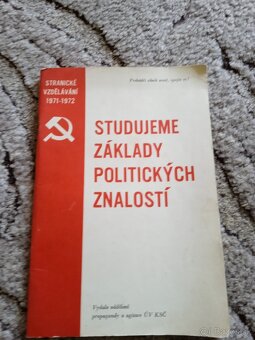 STRANICKÉ
VZDĚLÁVÁNÍ
1971-1972
Proletáři všech zemí, spojte se!
STUDUJEME
ZÁKLADY
POLITICKÝCH
ZNALOSTÍ
Vydalo oddělení
propagandy a agitace ÚV KSČ